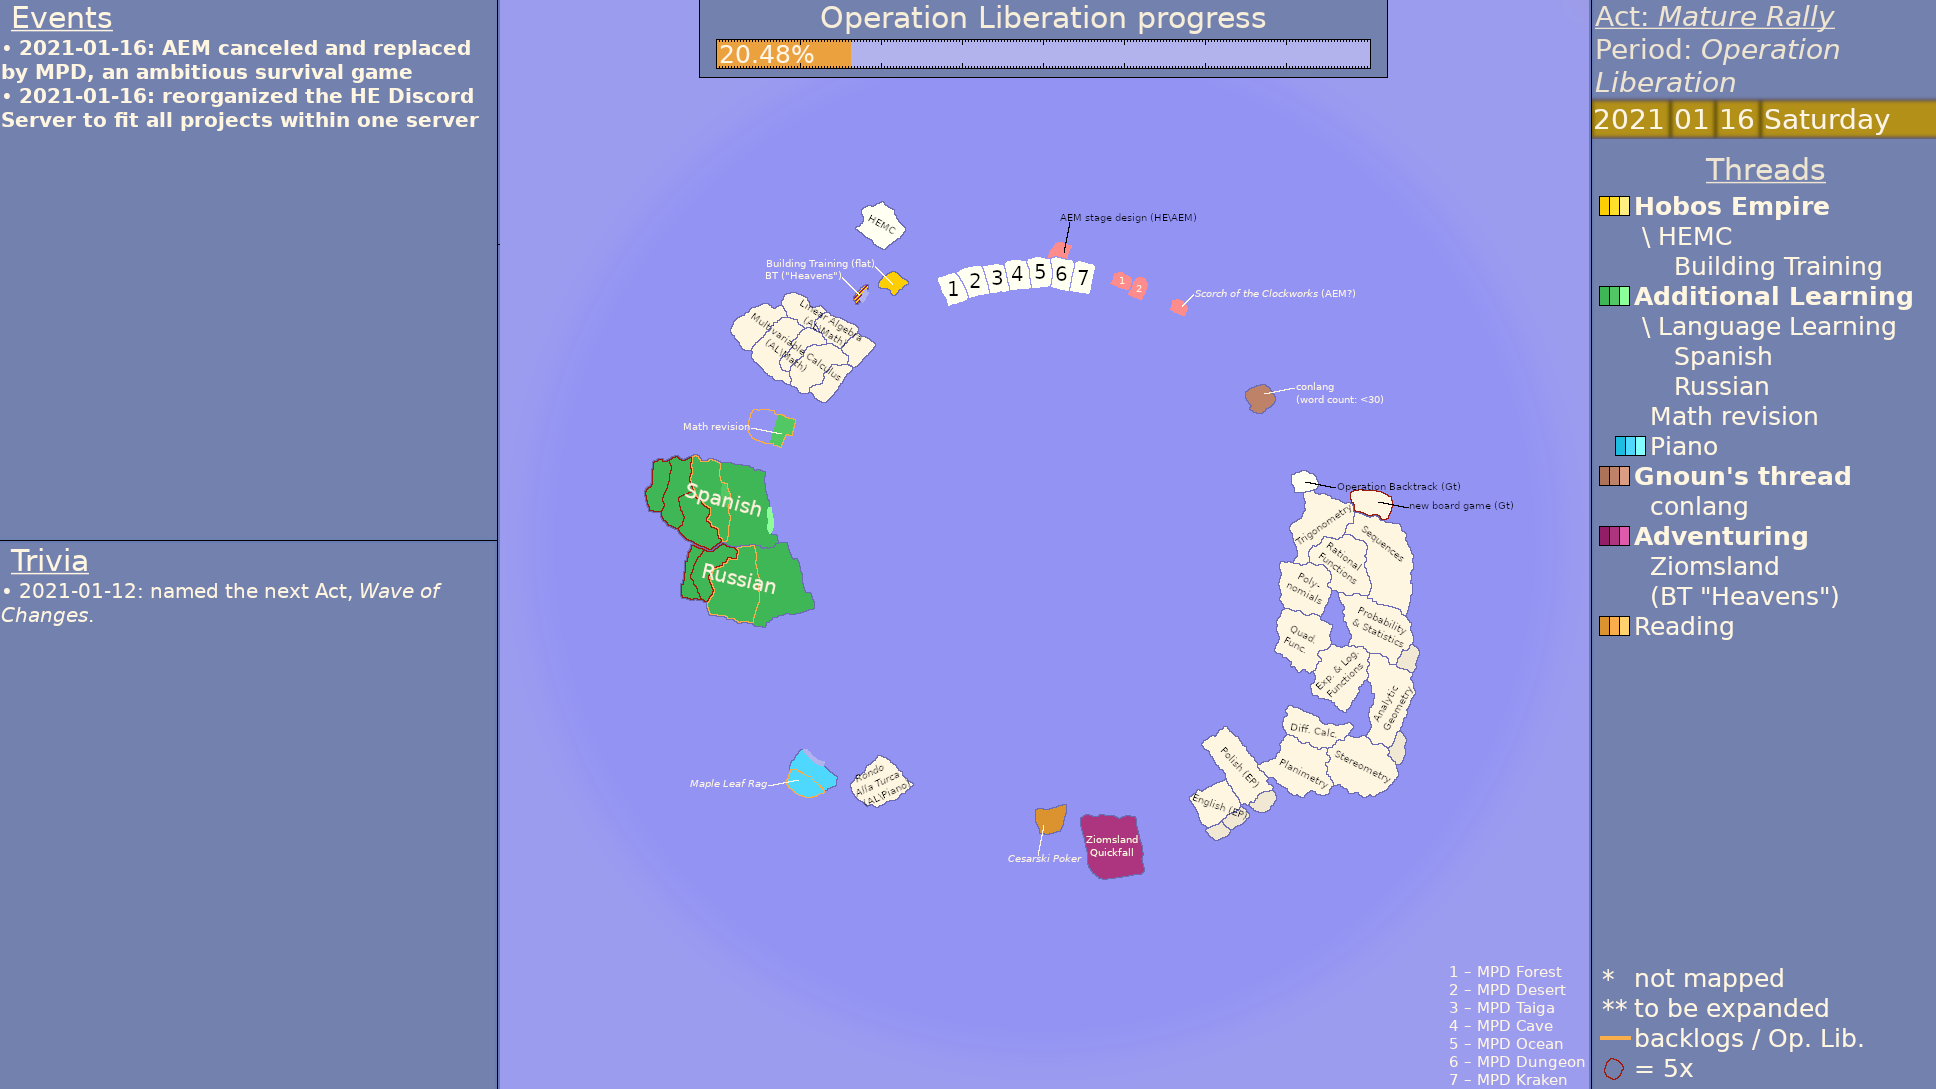 Events
• 2021-01-16: AEM canceled and replaced
by MPD, an ambitious survival game
• 2021-01-16: reorganized the HE Discord
Server to fit all projects within one server
Trivia
• 2021-01-12: named the next Act, Wave of
Changes.
Operation Liberation progress
20.48%
HEMC
AEM stage design (HE\AEM)
Building Training (flat)
BT ("Heavens")
1 2 3 4 5 6 7
1 2
Scorch of the Clockworks (AEM?)
Linear Algebra
(AL\Math)
Multivariable Calculus
(AL\Math)
conlang
(word count: <30)
Math revision
Spanish
Russian
Operation Backtrack (Gt)
new board game (Gt)
Trigonometry
Sequences
Rational
Functions
Poly-
nomials
Probability
& Statistics
Quad.
Func.
Exp. & Log.
Functions
Analytic
Geometry
Diff. Calc.
Planimetry
Stereometry
Polish (EP)
English (EP)
Maple Leaf Rag
Rondo
Alla Turca
(AL\Piano)
Cesarski Poker
Ziomsland
Quickfall
1 – MPD Forest
2 – MPD Desert
3 – MPD Taiga
4 – MPD Cave
5 – MPD Ocean
6 – MPD Dungeon
7 – MPD Kraken
Act: Mature Rally
Period: Operation
Liberation
2021 01 16 Saturday
Threads
Hobos Empire
\ HEMC
Building Training
Additional Learning
\ Language Learning
Spanish
Russian
Math revision
Piano
Gnoun's thread
conlang
Adventuring
Ziomsland
(BT "Heavens")
Reading
* not mapped
** to be expanded
backlogs / Op. Lib.
= 5x